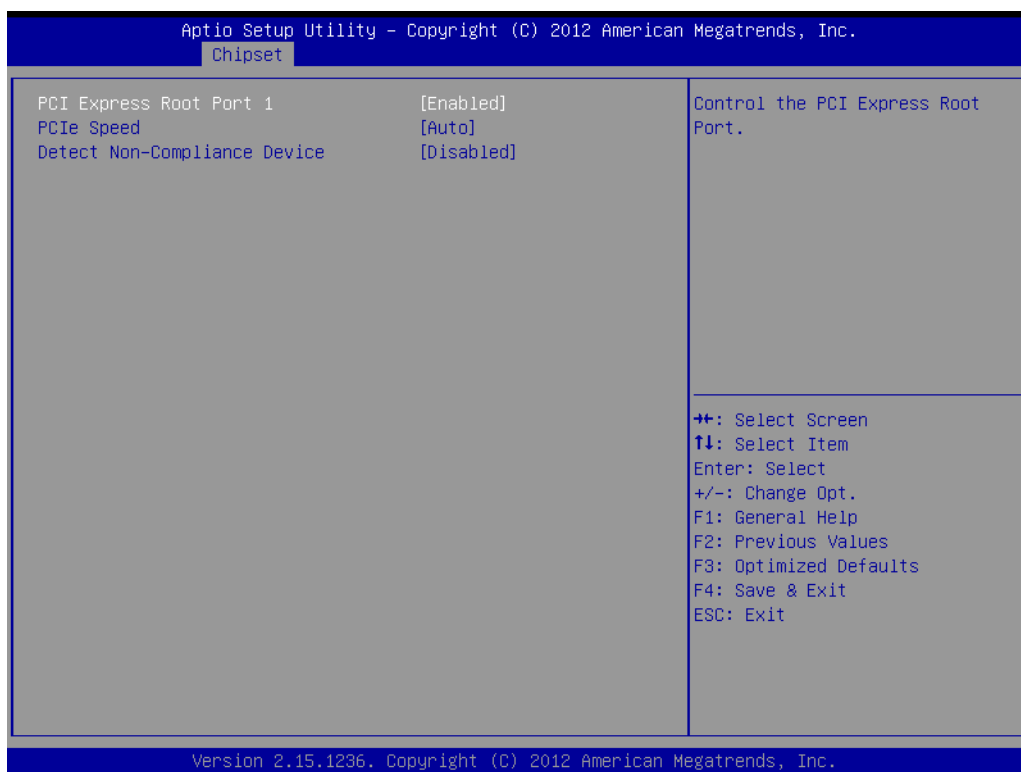 Aptio Setup Utility – Copyright (C) 2012 American Megatrends, Inc.
Chipset
PCI Express Root Port 1 [Enabled]
PCIe Speed [Auto]
Detect Non-Compliance Device [Disabled]
Control the PCI Express Root
Port.
→←: Select Screen
↑↓: Select Item
Enter: Select
+/-: Change Opt.
F1: General Help
F2: Previous Values
F3: Optimized Defaults
F4: Save & Exit
ESC: Exit
Version 2.15.1236. Copyright (C) 2012 American Megatrends, Inc.